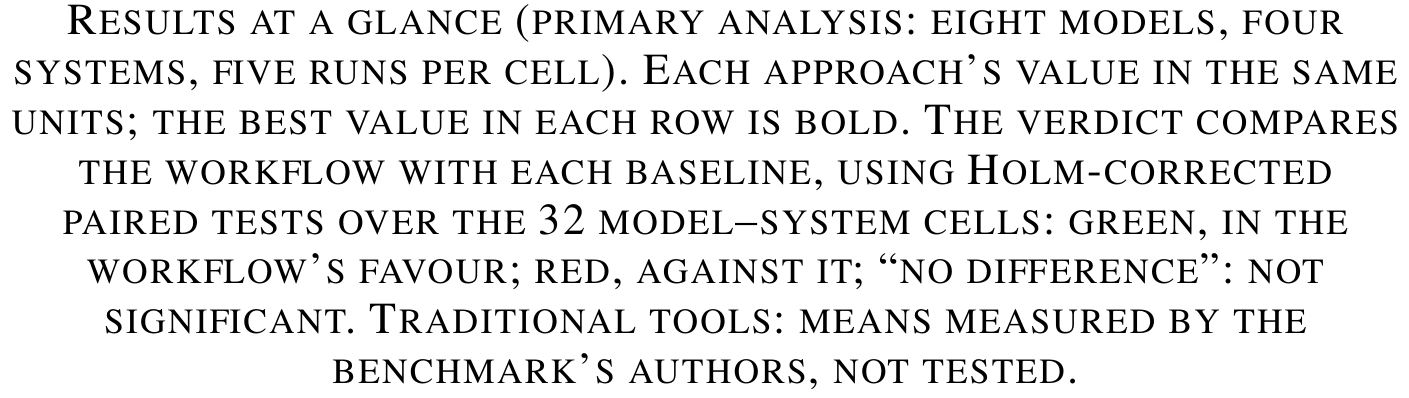 RESULTS AT A GLANCE (PRIMARY ANALYSIS: EIGHT MODELS, FOUR
SYSTEMS, FIVE RUNS PER CELL). EACH APPROACH’S VALUE IN THE SAME
UNITS; THE BEST VALUE IN EACH ROW IS BOLD. THE VERDICT COMPARES
THE WORKFLOW WITH EACH BASELINE, USING HOLM-CORRECTED
PAIRED TESTS OVER THE 32 MODEL–SYSTEM CELLS: GREEN, IN THE
WORKFLOW’S FAVOUR; RED, AGAINST IT; “NO DIFFERENCE”: NOT
SIGNIFICANT. TRADITIONAL TOOLS: MEANS MEASURED BY THE
BENCHMARK’S AUTHORS, NOT TESTED.